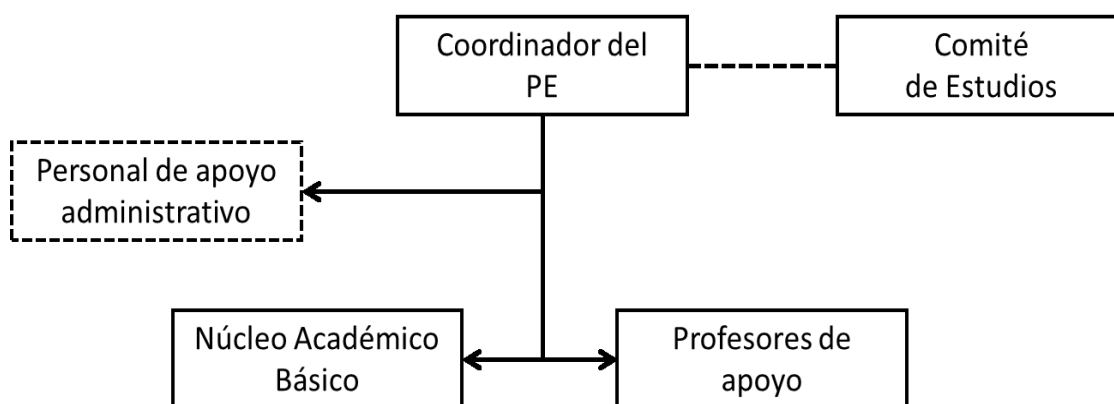 Coordinador del
PE
Comité
de Estudios
Personal de apoyo
administrativo
Núcleo Académico
Básico
Profesores de
apoyo